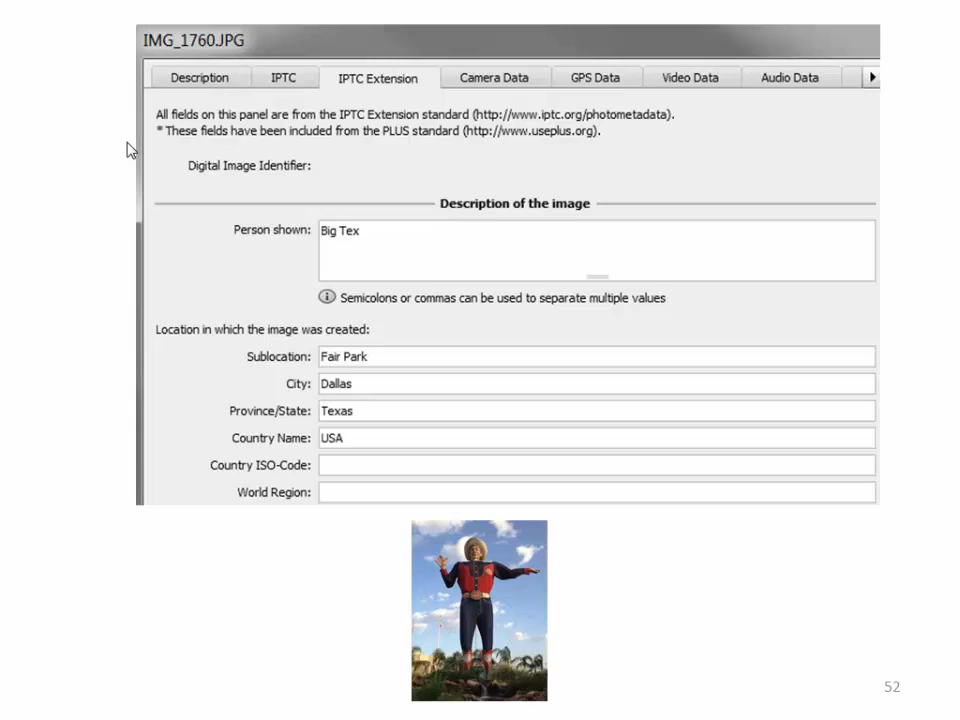 IMG_1760.JPG
Description IPTC IPTC Extension Camera Data GPS Data Video Data Audio Data
All fields on this panel are from the IPTC Extension standard (http://www.iptc.org/photometadata).
* These fields have been included from the PLUS standard (http://www.useplus.org).
Digital Image Identifier:
Description of the image
Person shown: Big Tex
Semicolons or commas can be used to separate multiple values
Location in which the image was created:
Sublocation: Fair Park
City: Dallas
Province/State: Texas
Country Name: USA
Country ISO-Code:
World Region:
52